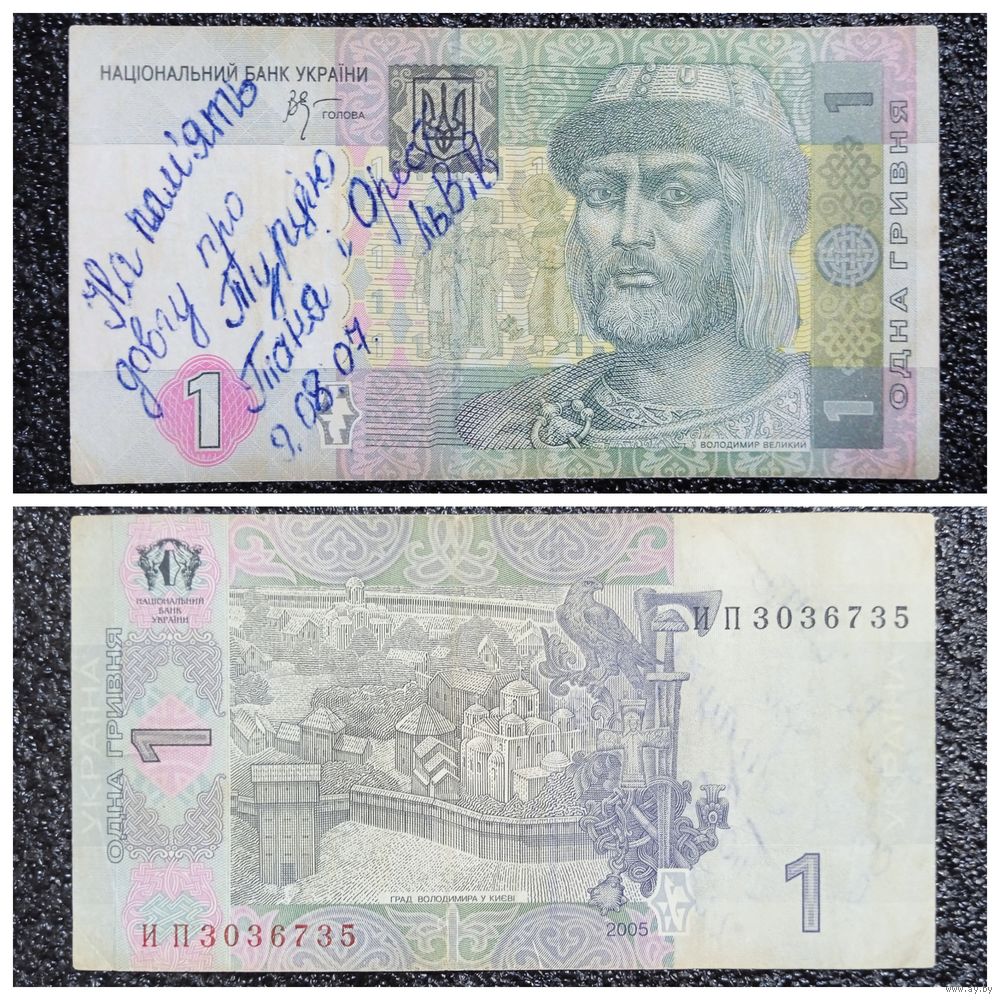 НАЦІОНАЛЬНИЙ БАНК УКРАЇНИ
ГОЛОВА
На пам'ять
довгу про
Турцію
Таня і Орест
Львів
9.08.07.
1
1
1
ОДНА ГРИВНЯ
ВОЛОДИМИР ВЕЛИКИЙ
НАЦІОНАЛЬНИЙ
БАНК
УКРАЇНИ
ИП3036735
УКРАЇНА
ОДНА ГРИВНЯ
1
ГРАД ВОЛОДИМИРА У КИЄВІ
ИП3036735
2005
1
www.ay.by